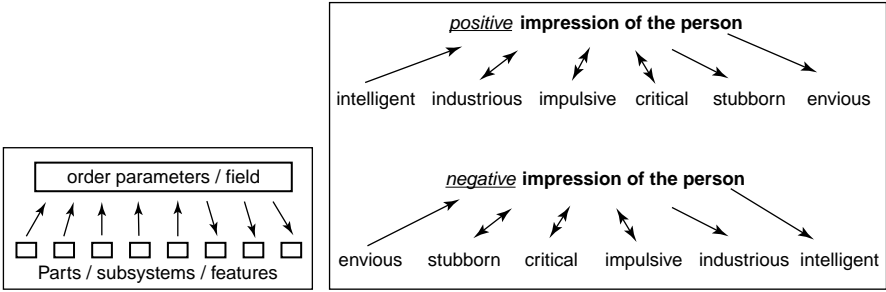 order parameters / field
Parts / subsystems / features
positive impression of the person
intelligent industrious impulsive critical stubborn envious
negative impression of the person
envious stubborn critical impulsive industrious intelligent